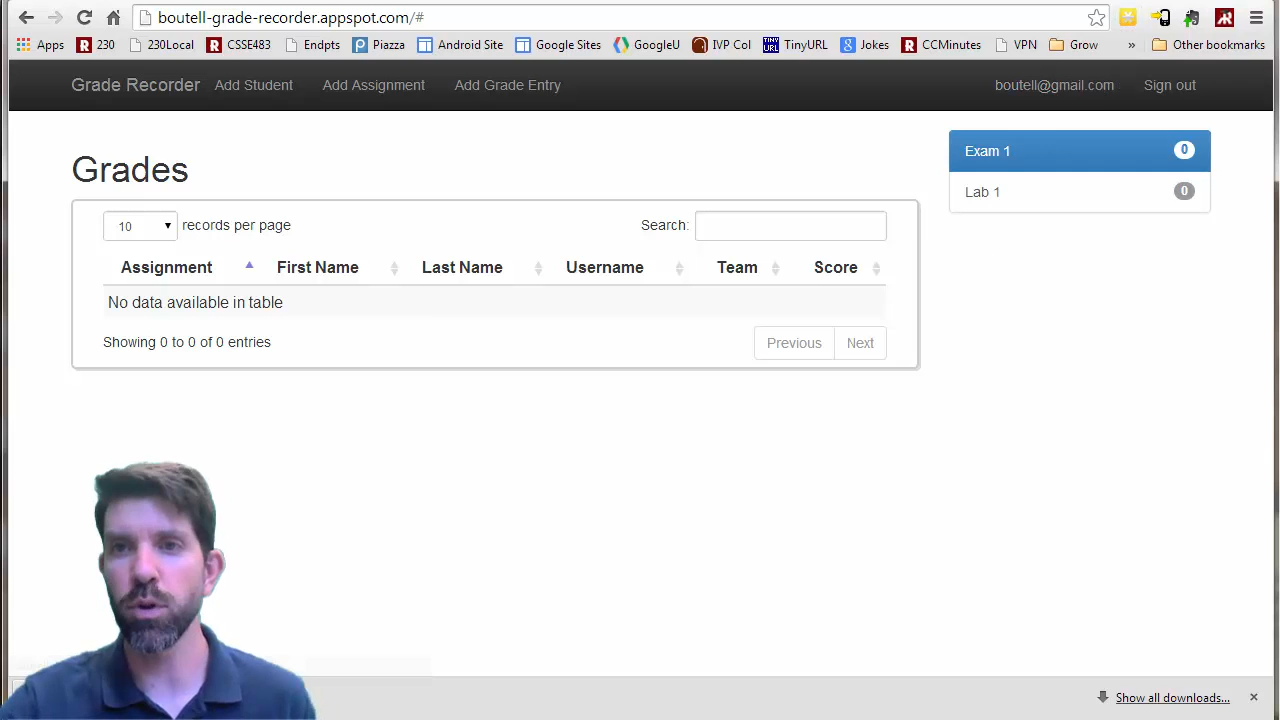 boutell-grade-recorder.appspot.com/#
Apps 230 230Local CSSE483 Endpts Piazza Android Site Google Sites GoogleU IVP Col TinyURL Jokes CCMinutes VPN Grow » Other bookmarks
Grade Recorder Add Student Add Assignment Add Grade Entry boutell@gmail.com Sign out
Grades
10 records per page Search:
Assignment First Name Last Name Username Team Score
No data available in table
Showing 0 to 0 of 0 entries Previous Next
Exam 1 0
Lab 1 0
Show all downloads...